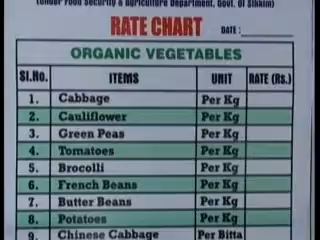 (Under Food Security & Agriculture Department, Govt. Of Sikkim)
RATE CHART
DATE :
ORGANIC VEGETABLES
Sl.No. ITEMS UNIT RATE (Rs.)
1. Cabbage Per Kg
2. Cauliflower Per Kg
3. Green Peas Per Kg
4. Tomatoes Per Kg
5. Brocolli Per Kg
6. French Beans Per Kg
7. Butter Beans Per Kg
8. Potatoes Per Kg
9. Chinese Cabbage Per Bitta